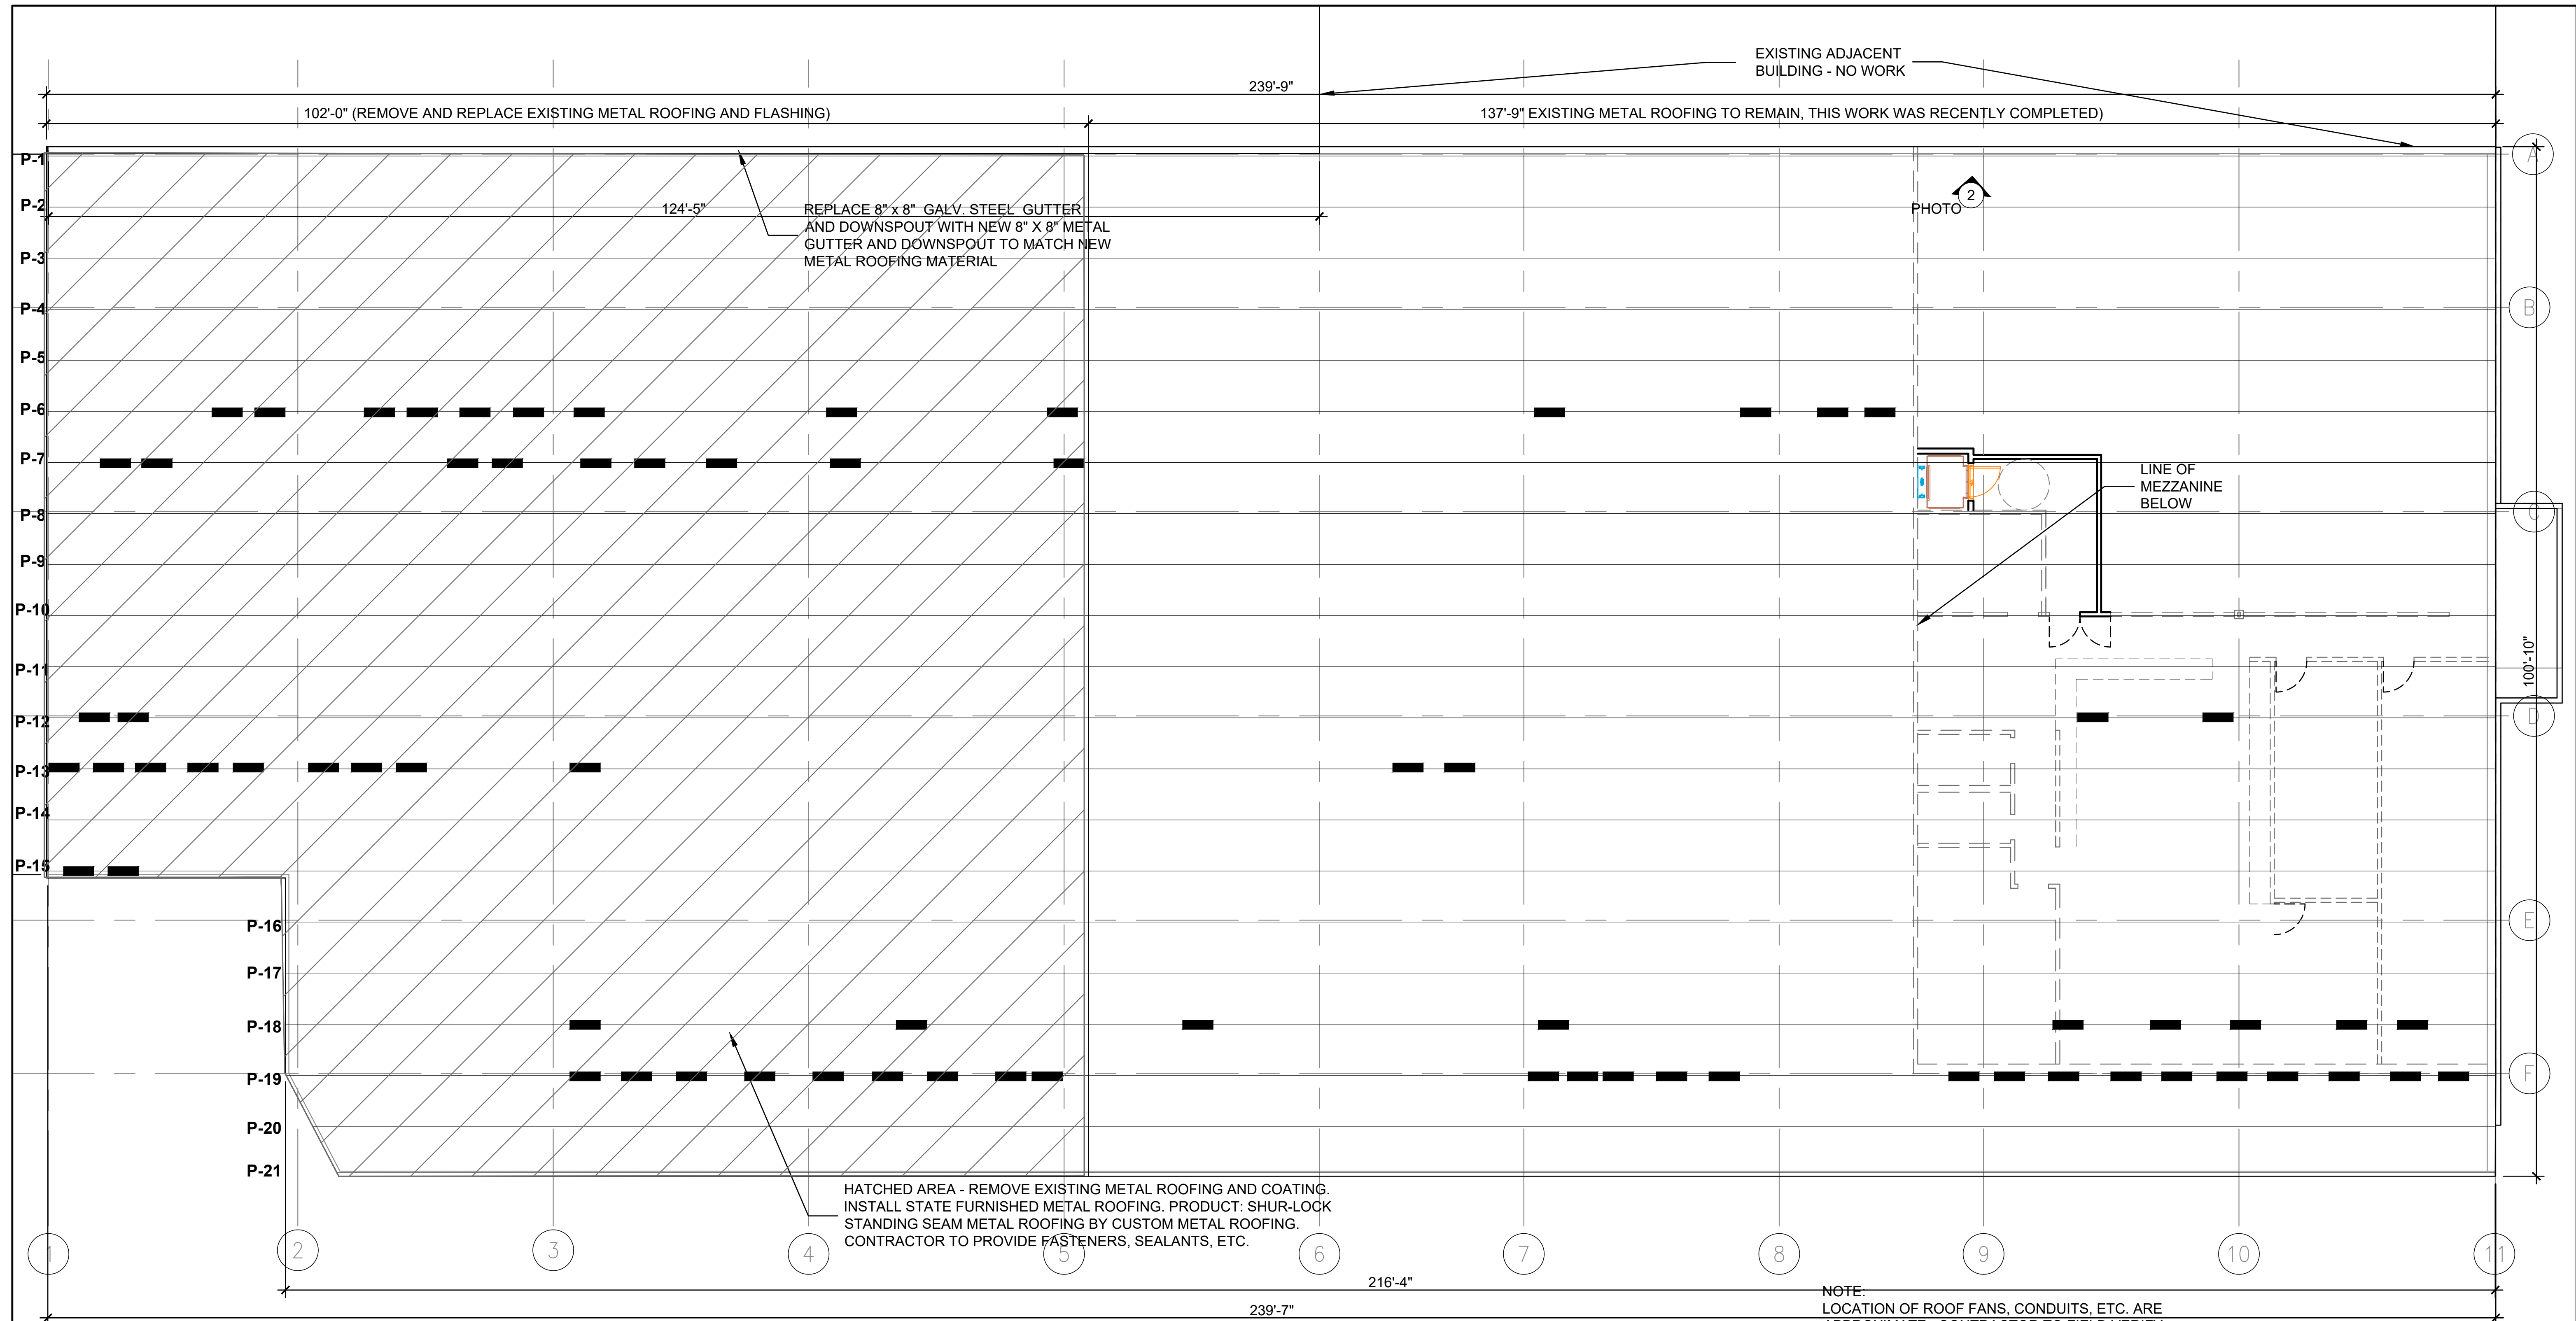 EXISTING ADJACENT
BUILDING - NO WORK
239'-9"
102'-0" (REMOVE AND REPLACE EXISTING METAL ROOFING AND FLASHING)
137'-9" EXISTING METAL ROOFING TO REMAIN, THIS WORK WAS RECENTLY COMPLETED)
P-1
A
2
PHOTO
P-2
124'-5"
REPLACE 8" x 8" GALV. STEEL GUTTER
AND DOWNSPOUT WITH NEW 8" X 8" METAL
GUTTER AND DOWNSPOUT TO MATCH NEW
METAL ROOFING MATERIAL
P-3
P-4
B
P-5
P-6
P-7
LINE OF
MEZZANINE
BELOW
P-8
C
P-9
P-10
P-11
100'-10"
P-12
D
P-13
P-14
P-15
P-16
E
P-17
P-18
P-19
F
P-20
P-21
HATCHED AREA - REMOVE EXISTING METAL ROOFING AND COATING.
INSTALL STATE FURNISHED METAL ROOFING. PRODUCT: SHUR-LOCK
STANDING SEAM METAL ROOFING BY CUSTOM METAL ROOFING.
CONTRACTOR TO PROVIDE FASTENERS, SEALANTS, ETC.
1 2 3 4 5 6 7 8 9 10 11
216'-4"
239'-7"
NOTE:
LOCATION OF ROOF FANS, CONDUITS, ETC. ARE
APPROXIMATE. CONTRACTOR TO FIELD VERIFY